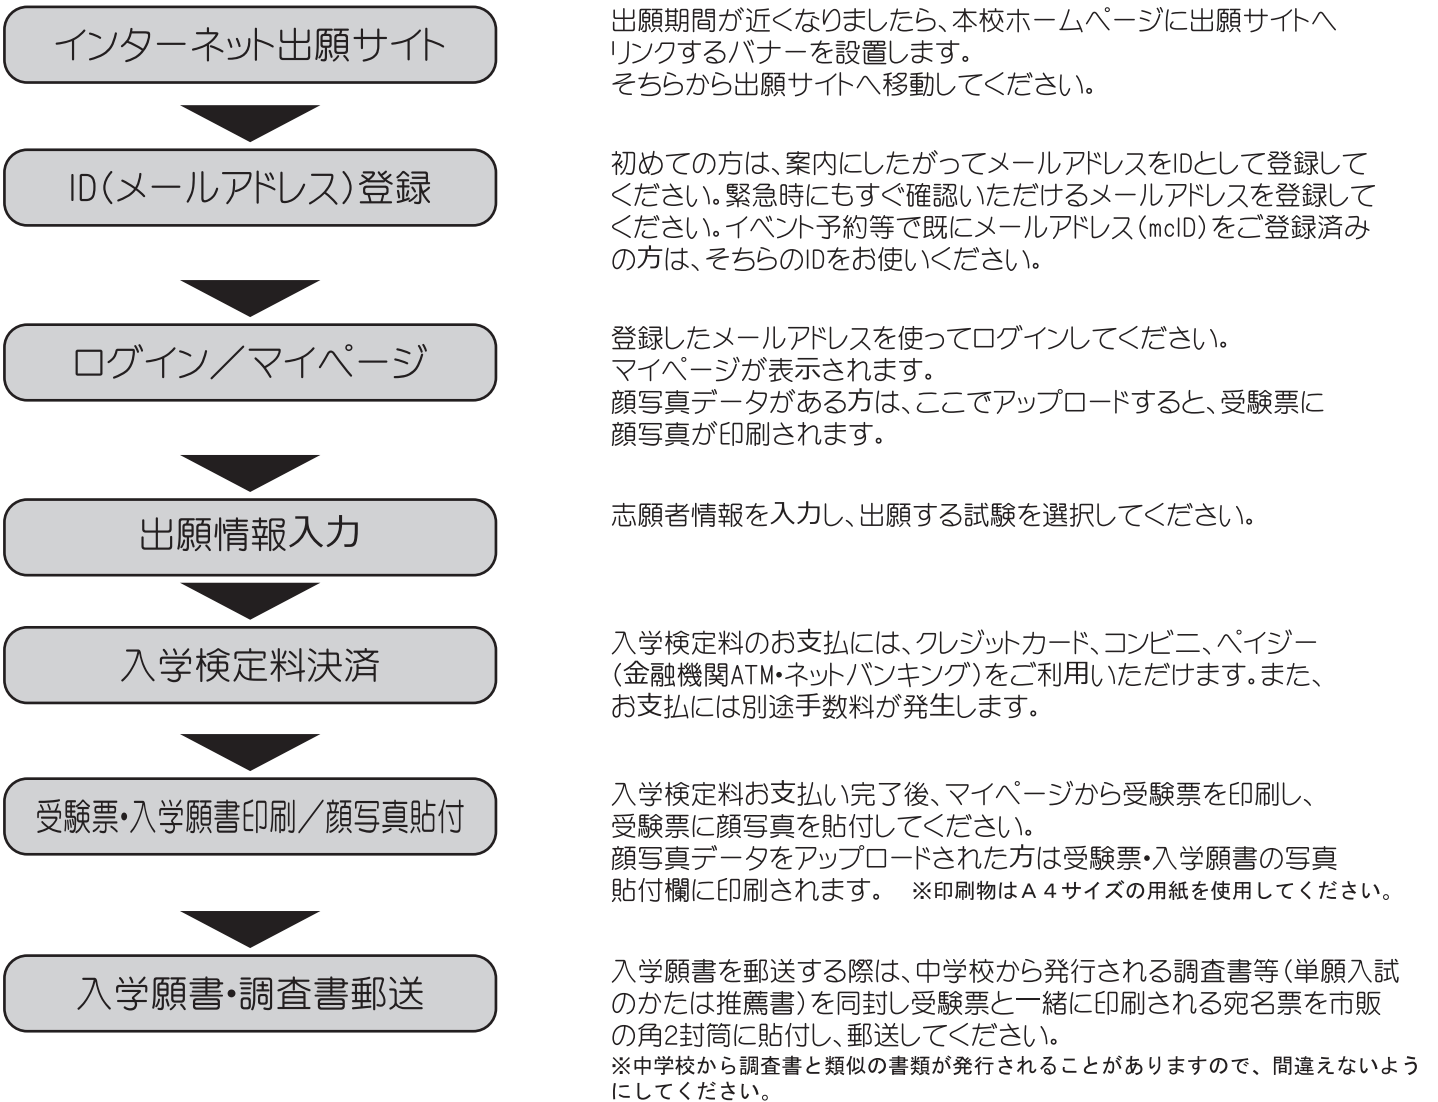 インターネット出願サイト
出願期間が近くなりましたら、本校ホームページに出願サイトへ
リンクするバナーを設置します。
そちらから出願サイトへ移動してください。
ID(メールアドレス)登録
初めての方は、案内にしたがってメールアドレスをIDとして登録して
ください。緊急時にもすぐ確認いただけるメールアドレスを登録して
ください。イベント予約等で既にメールアドレス(mcID)をご登録済み
の方は、そちらのIDをお使いください。
ログイン/マイページ
登録したメールアドレスを使ってログインしてください。
マイページが表示されます。
顔写真データがある方は、ここでアップロードすると、受験票に
顔写真が印刷されます。
出願情報入力
志願者情報を入力し、出願する試験を選択してください。
入学検定料決済
入学検定料のお支払には、クレジットカード、コンビニ、ペイジー
(金融機関ATM・ネットバンキング)をご利用いただけます。また、
お支払には別途手数料が発生します。
受験票・入学願書印刷/顔写真貼付
入学検定料お支払い完了後、マイページから受験票を印刷し、
受験票に顔写真を貼付してください。
顔写真データをアップロードされた方は受験票・入学願書の写真
貼付欄に印刷されます。 ※印刷物はA4サイズの用紙を使用してください。
入学願書・調査書郵送
入学願書を郵送する際は、中学校から発行される調査書等(単願入試
のかたは推薦書)を同封し受験票と一緒に印刷される宛名票を市販
の角2封筒に貼付し、郵送してください。
※中学校から調査書と類似の書類が発行されることがありますので、間違えないよう
にしてください。